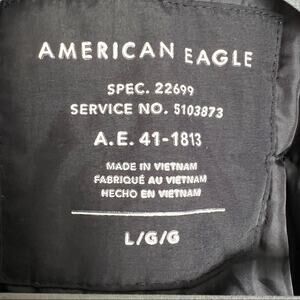 AMERICAN EAGLE
SPEC. 22699
SERVICE NO. 5103873
A.E. 41-1813
MADE IN VIETNAM
FABRIQUÉ AU VIETNAM
HECHO EN VIETNAM
L/G/G